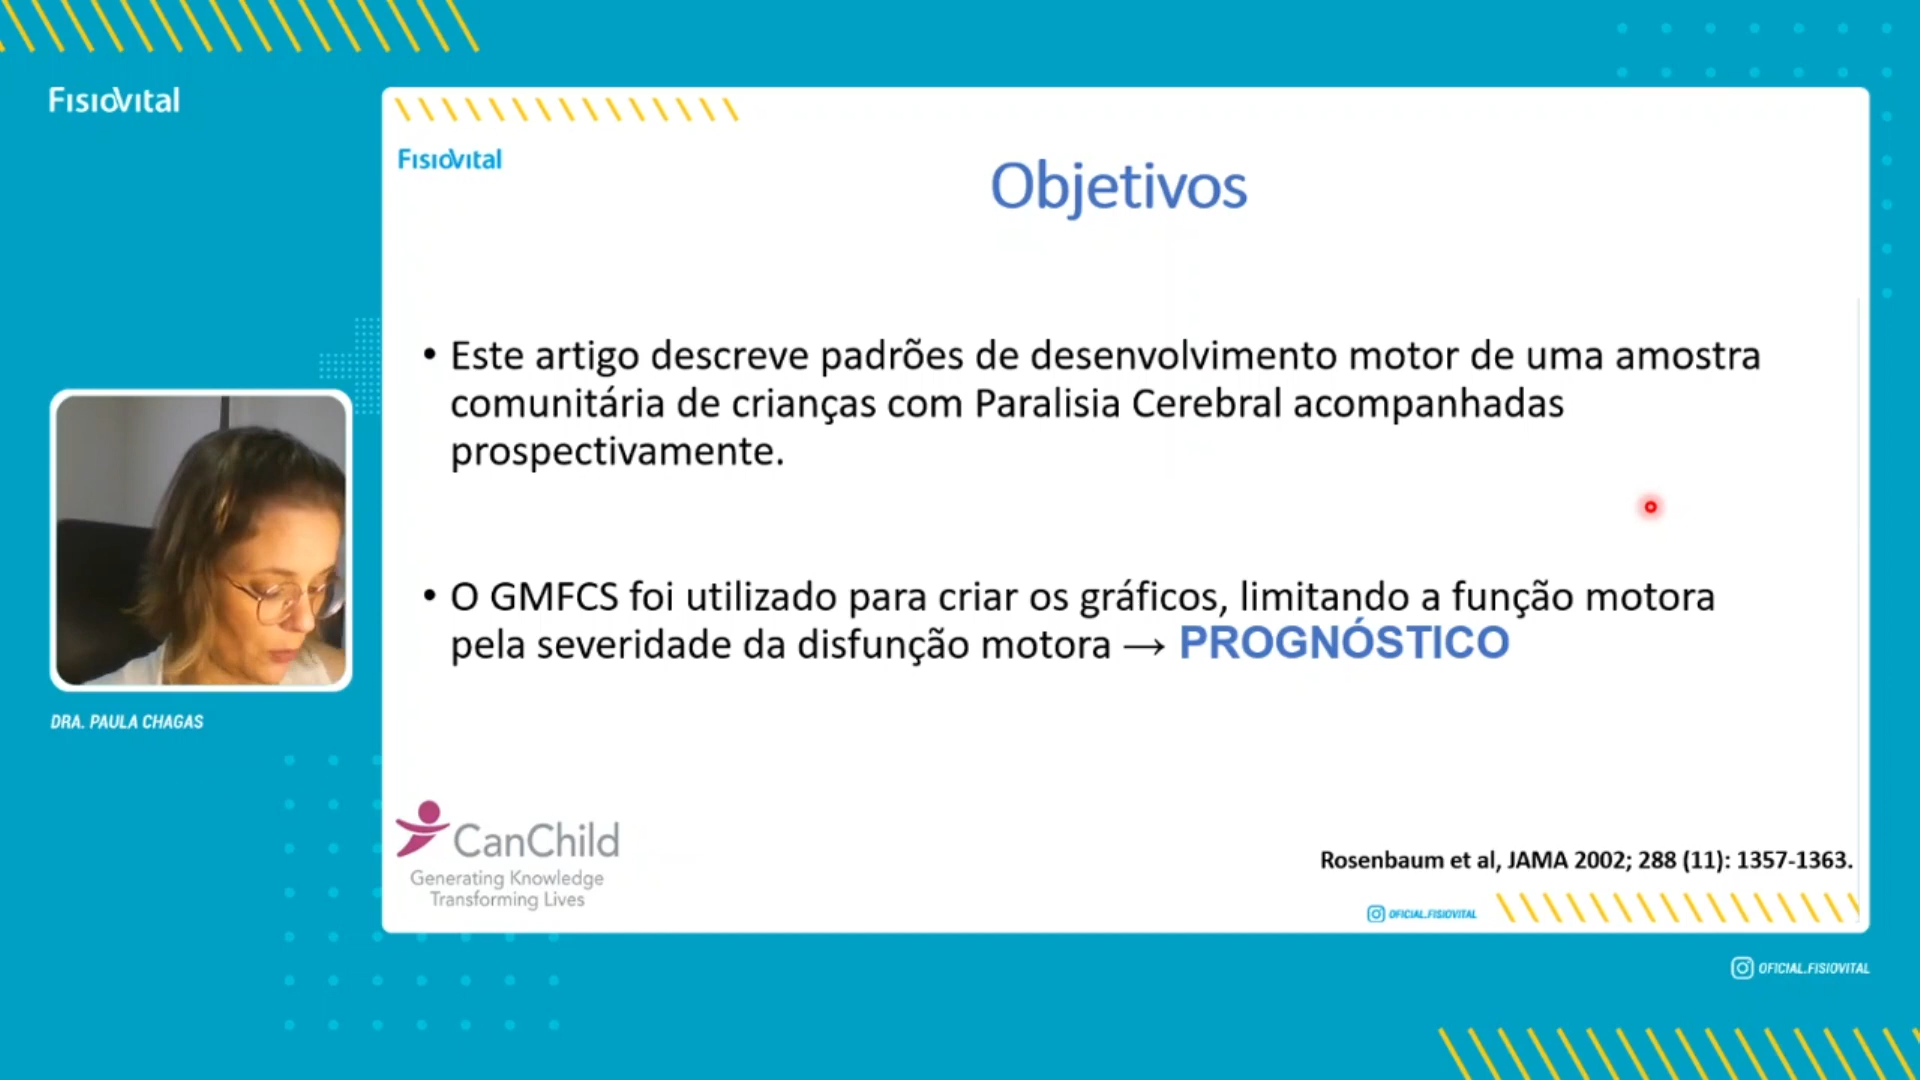 FisioVital
FisioVital
Objetivos
• Este artigo descreve padrões de desenvolvimento motor de uma amostra
comunitária de crianças com Paralisia Cerebral acompanhadas
prospectivamente.
• O GMFCS foi utilizado para criar os gráficos, limitando a função motora
pela severidade da disfunção motora → PROGNÓSTICO
DRA. PAULA CHAGAS
CanChild
Generating Knowledge
Transforming Lives
Rosenbaum et al, JAMA 2002; 288 (11): 1357-1363.
OFICIAL.FISIOVITAL
OFICIAL.FISIOVITAL